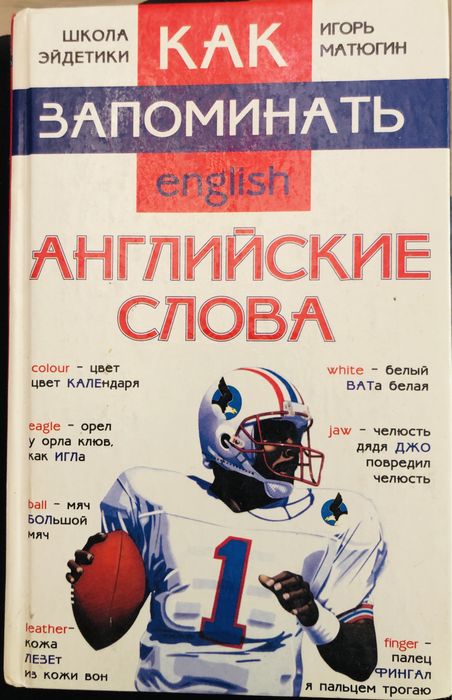 ШКОЛА
ЭЙДЕТИКИ
КАК
ИГОРЬ
МАТЮГИН
ЗАПОМИНАТЬ
english
АНГЛИЙСКИЕ
СЛОВА
colour - цвет
цвет КАЛЕндаря
white - белый
ВАТа белая
eagle - орел
у орла клюв,
как ИГЛа
jaw - челюсть
дядя ДЖО
повредил
челюсть
ball - мяч
БОЛьшой
мяч
1
leather-
кожа
ЛЕЗЕТ
из кожи вон
finger -
палец
ФИНГАл
я пальцем трогаю